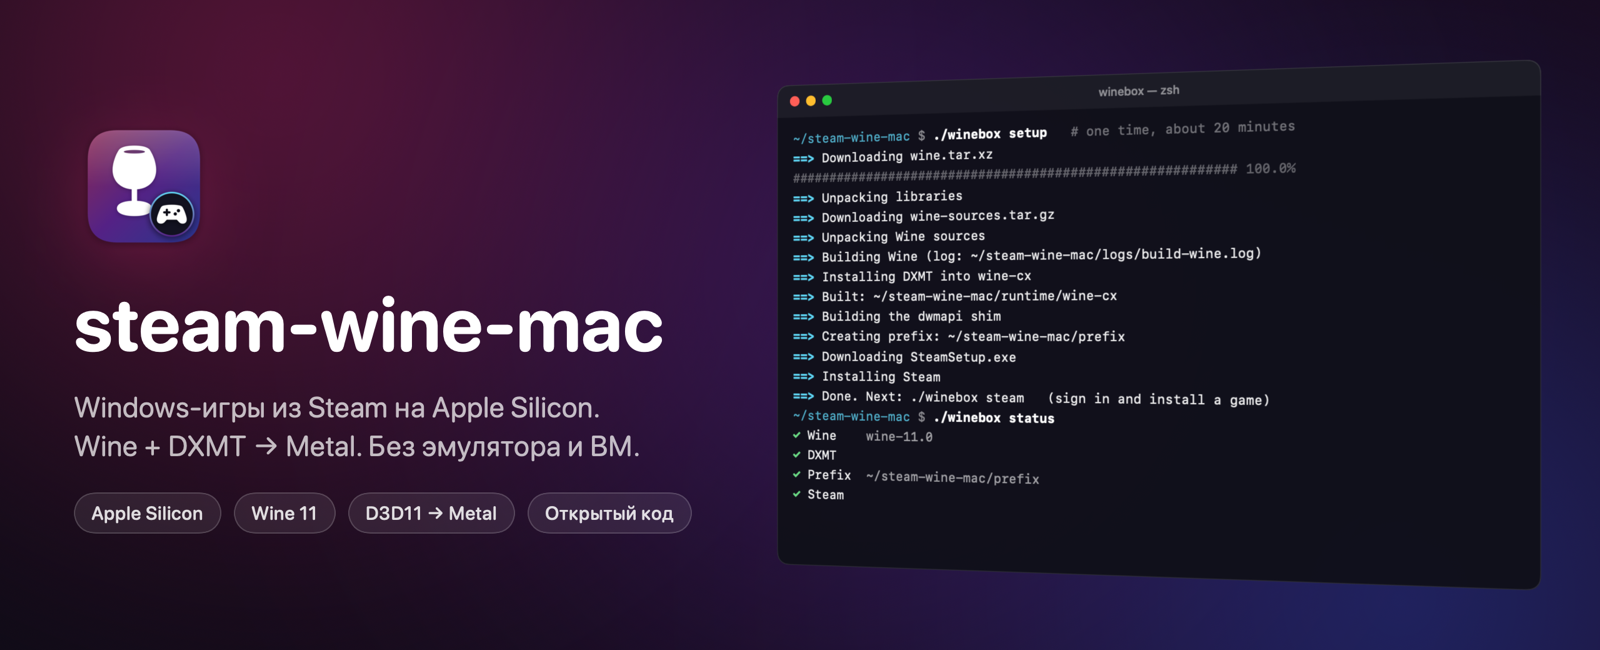 steam-wine-mac
Windows-игры из Steam на Apple Silicon.
Wine + DXMT → Metal. Без эмулятора и ВМ.
Apple Silicon
Wine 11
D3D11 → Metal
Открытый код
winebox — zsh
~/steam-wine-mac $ ./winebox setup # one time, about 20 minutes
==> Downloading wine.tar.xz
############################################################# 100.0%
==> Unpacking libraries
==> Downloading wine-sources.tar.gz
==> Unpacking Wine sources
==> Building Wine (log: ~/steam-wine-mac/logs/build-wine.log)
==> Installing DXMT into wine-cx
==> Built: ~/steam-wine-mac/runtime/wine-cx
==> Building the dwmapi shim
==> Creating prefix: ~/steam-wine-mac/prefix
==> Downloading SteamSetup.exe
==> Installing Steam
==> Done. Next: ./winebox steam (sign in and install a game)
~/steam-wine-mac $ ./winebox status
✓ Wine wine-11.0
✓ DXMT
✓ Prefix ~/steam-wine-mac/prefix
✓ Steam